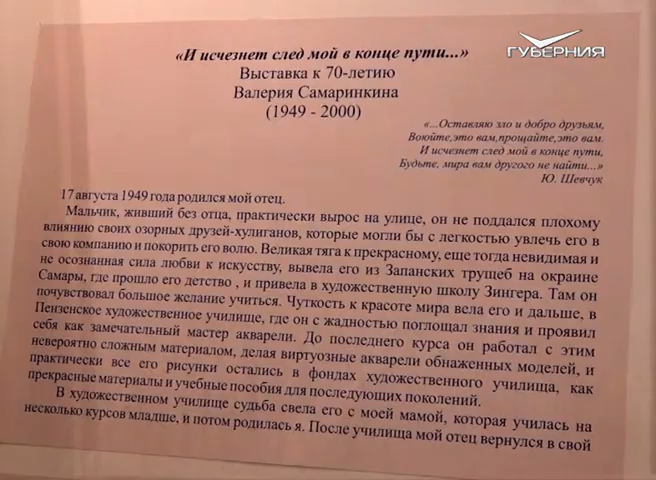 ГУБЕРНИЯ
«И исчезнет след мой в конце пути...»
Выставка к 70-летию
Валерия Самаринкина
(1949 - 2000)
«...Оставляю зло и добро друзьям,
Воюйте,это вам,прощайте,это вам.
И исчезнет след мой в конце пути,
Будьте, мира вам другого не найти...»
Ю. Шевчук
17 августа 1949 года родился мой отец.
Мальчик, живший без отца, практически вырос на улице, он не поддался плохому
влиянию своих озорных друзей-хулиганов, которые могли бы с легкостью увлечь его в
свою компанию и покорить его волю. Великая тяга к прекрасному, еще тогда невидимая и
не осознанная сила любви к искусству, вывела его из Запанских трущеб на окраине
Самары, где прошло его детство , и привела в художественную школу Зингера. Там он
почувствовал большое желание учиться. Чуткость к красоте мира вела его и дальше, в
Пензенское художественное училище, где он с жадностью поглощал знания и проявил
себя как замечательный мастер акварели. До последнего курса он работал с этим
невероятно сложным материалом, делая виртуозные акварели обнаженных моделей, и
практически все его рисунки остались в фондах художественного училища, как
прекрасные материалы и учебные пособия для последующих поколений.
В художественном училище судьба свела его с моей мамой, которая училась на
несколько курсов младше, и потом родилась я. После училища мой отец вернулся в свой